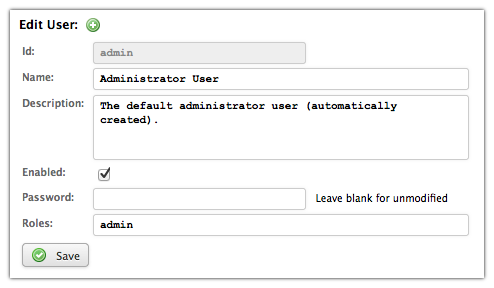 Edit User:
Id: admin
Name: Administrator User
Description: The default administrator user (automatically
created).
Enabled:
Password: Leave blank for unmodified
Roles: admin
Save